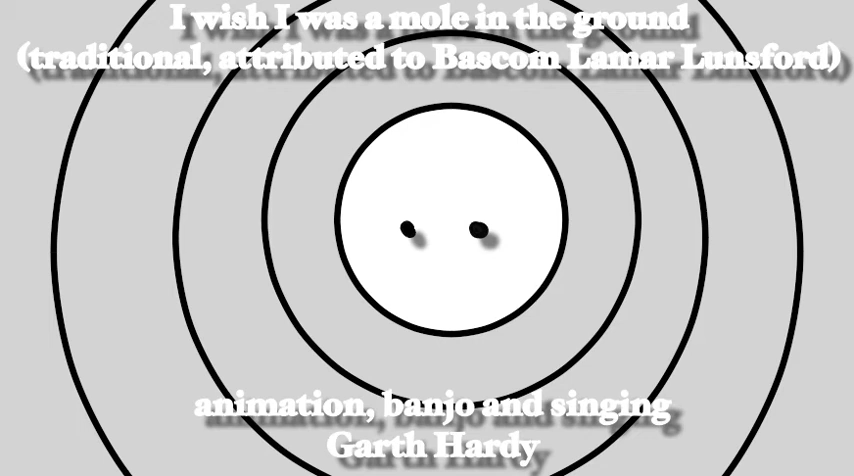 I wish I was a mole in the ground
(traditional, attributed to Bascom Lamar Lunsford)
animation, banjo and singing
Garth Hardy